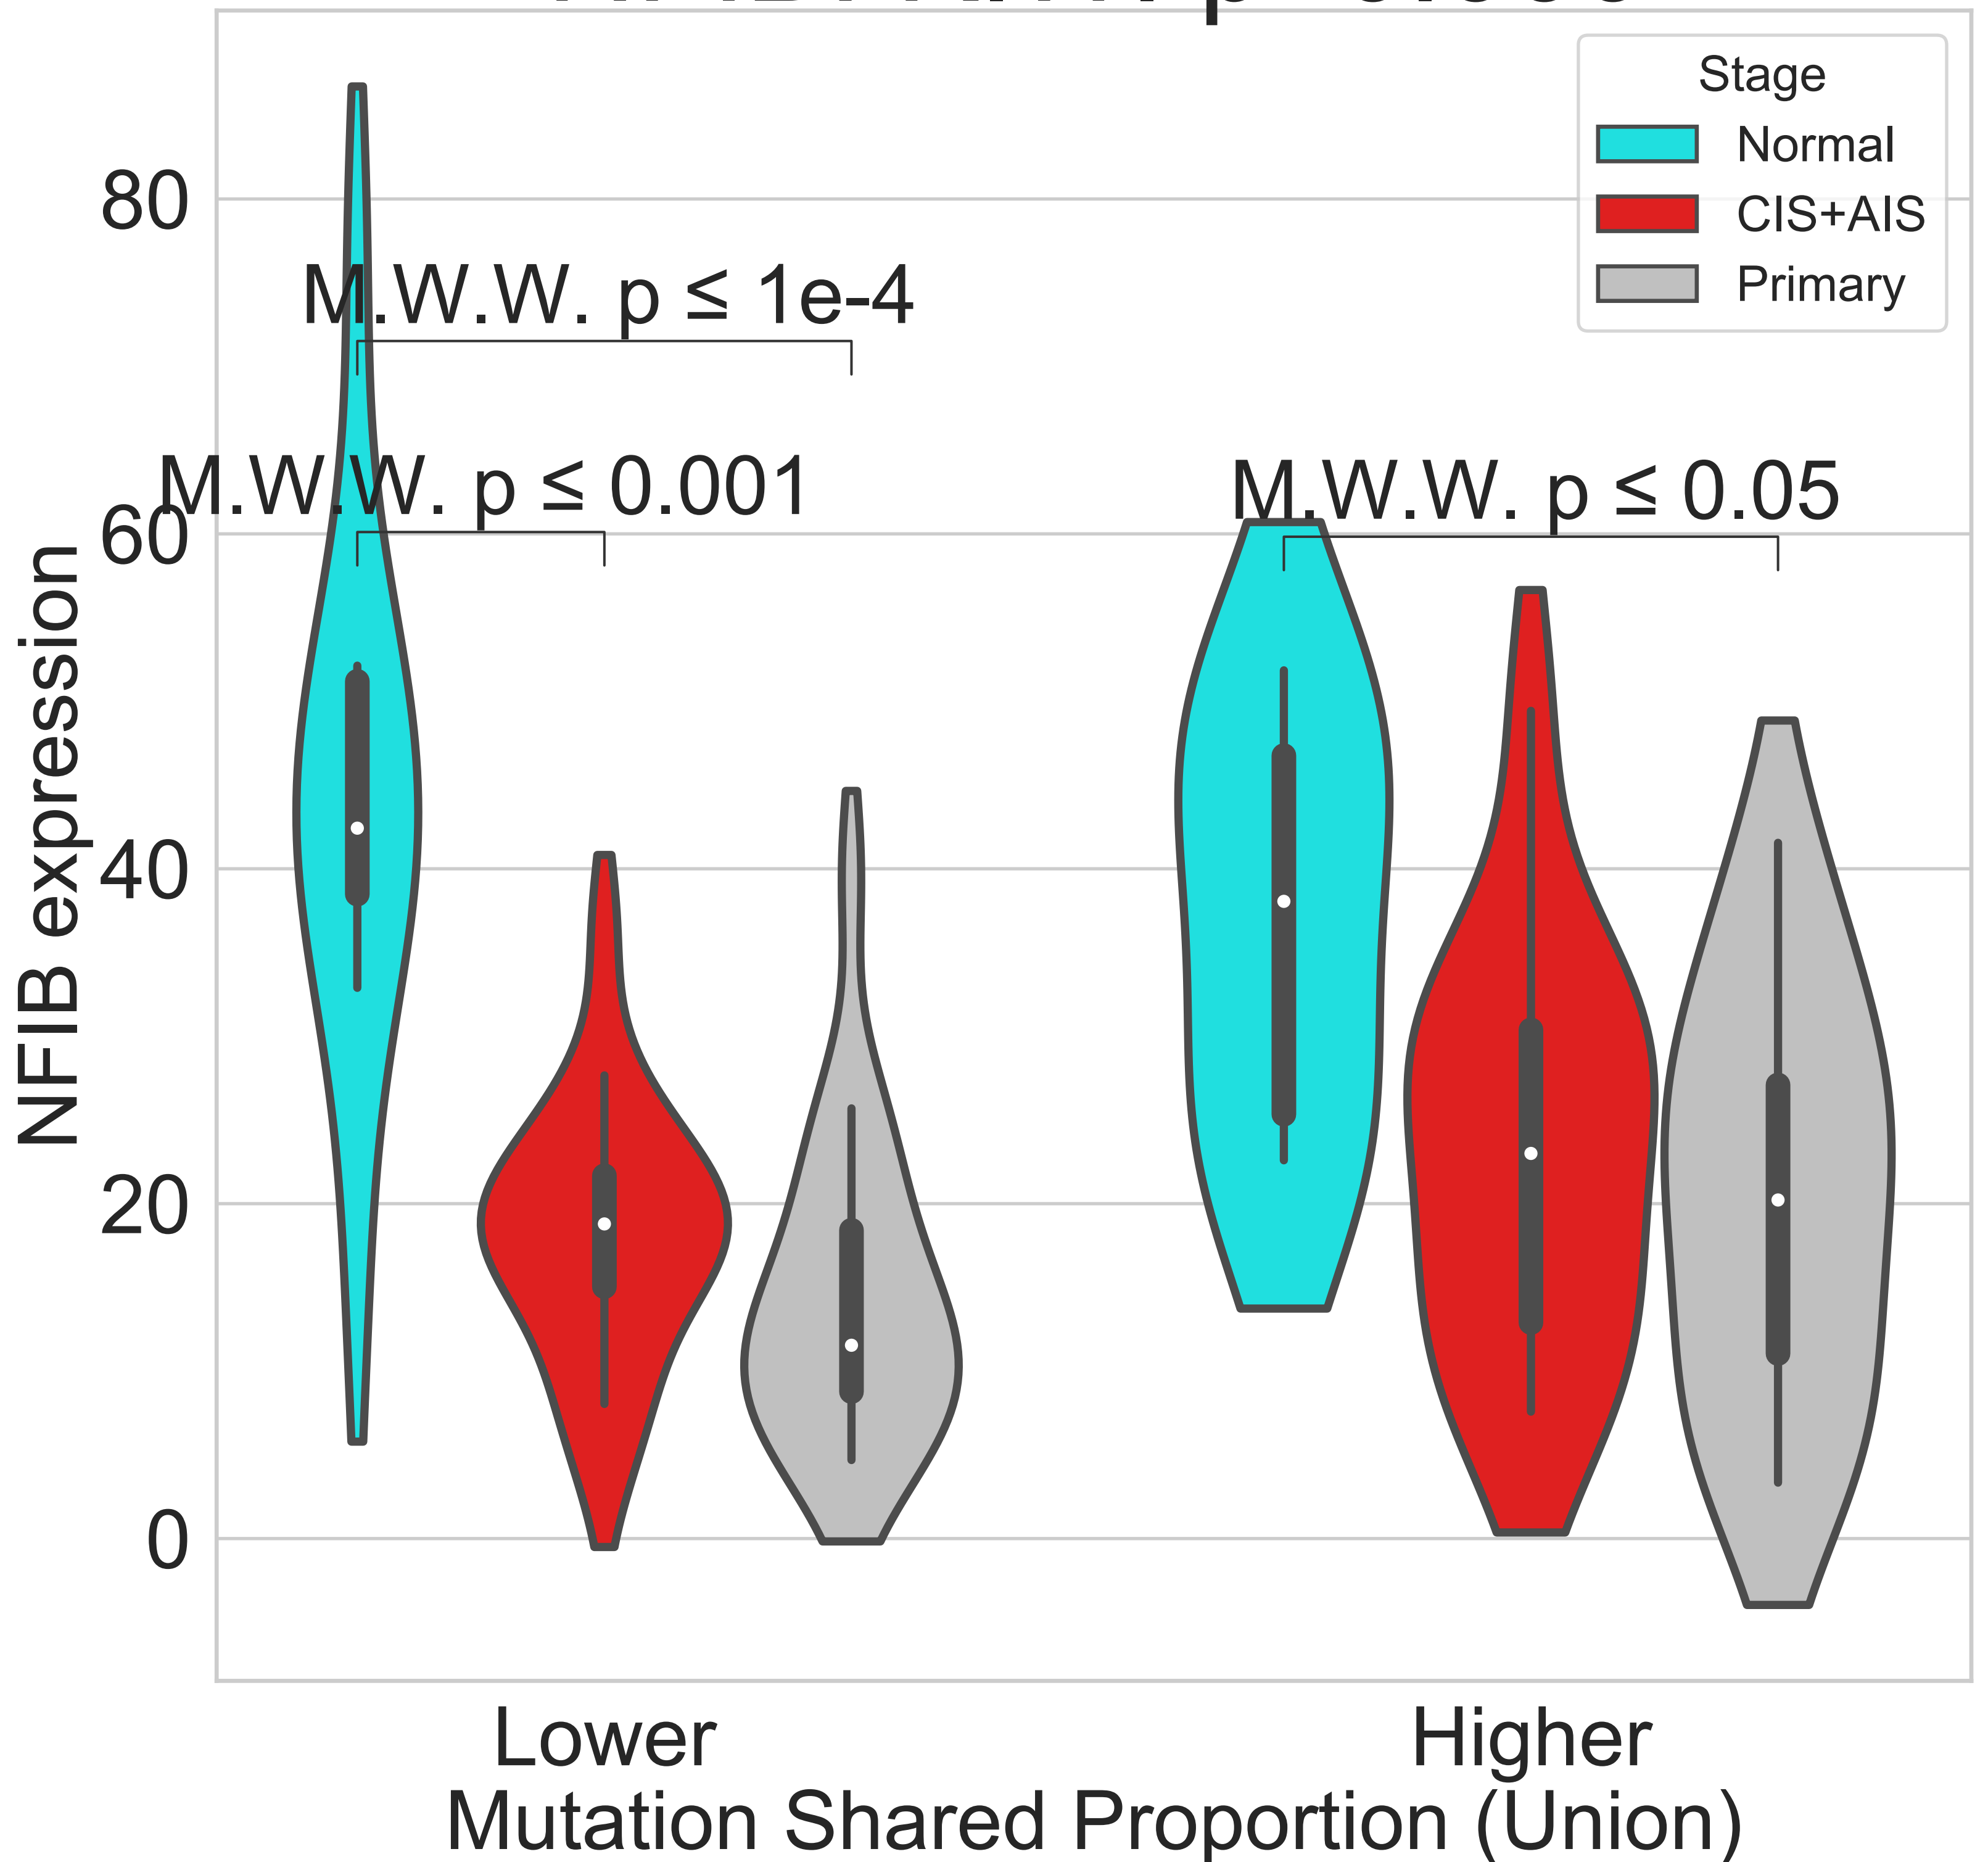 Stage
Normal
CIS+AIS
Primary
80
60
40
20
0
NFIB expression
M.W.W. p ≤ 1e-4
M.W.W. p ≤ 0.001
M.W.W. p ≤ 0.05
Lower
Higher
Mutation Shared Proportion (Union)